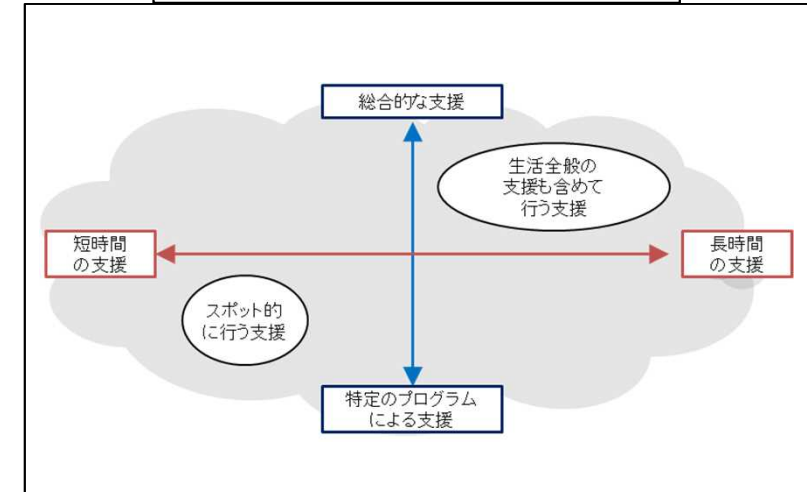 総合的な支援
生活全般の
支援も含めて
行う支援
短時間
の支援
長時間
の支援
スポット的
に行う支援
特定のプログラム
による支援